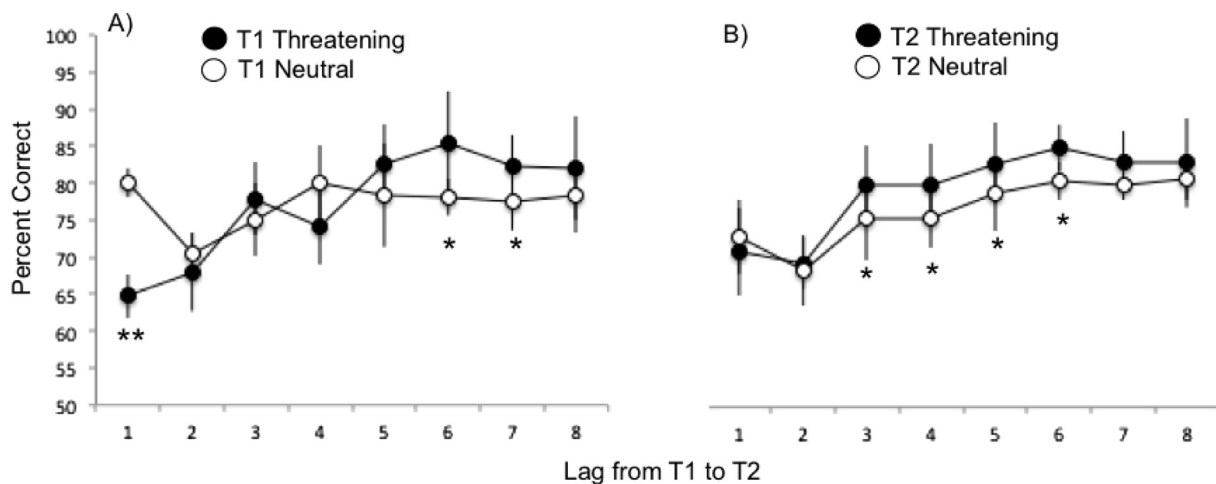 A)
T1 Threatening
T1 Neutral
B)
T2 Threatening
T2 Neutral
Percent Correct
100
95
90
85
80
75
70
65
60
55
50
**
*
*
*
*
*
*
1 2 3 4 5 6 7 8
1 2 3 4 5 6 7 8
Lag from T1 to T2